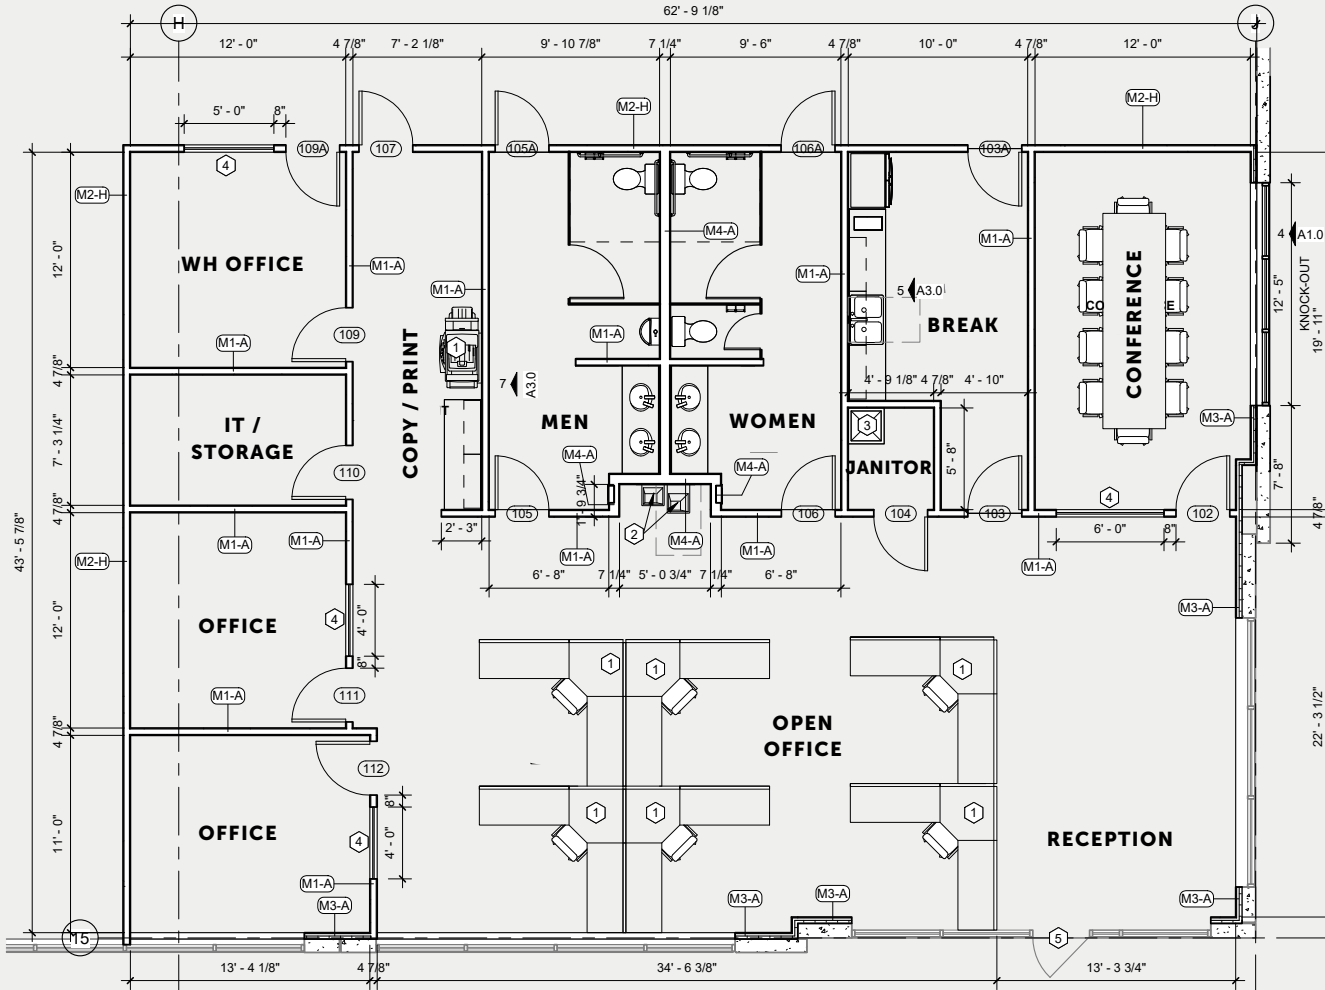 62' - 9 1/8"
H
12' - 0"
4 7/8"
7' - 2 1/8"
9' - 10 7/8"
7 1/4"
9' - 6"
4 7/8"
10' - 0"
4 7/8"
12' - 0"
5' - 0"
8"
M2-H
M2-H
109A
107
105A
106A
103A
4
M2-H
M4-A
M1-A
4
A1.0
12' - 0"
WH OFFICE
M1-A
M1-A
M1-A
CONFERENCE
5
A3.0
12' - 5"
KNOCK-OUT
19' - 11"
BREAK
109
1
M1-A
M1-A
4 7/8"
COPY / PRINT
7
A3.0
4' - 9 1/8"
4 7/8"
4' - 10"
IT /
STORAGE
7' - 3 1/4"
MEN
WOMEN
3
M3-A
M4-A
M4-A
JANITOR
5' - 8"
7' - 8"
110
1' - 9 3/4"
4
4 7/8"
105
106
104
103
102
4 7/8"
2' - 3"
2
6' - 0"
8"
M1-A
M1-A
M4-A
M1-A
M1-A
M1-A
43' - 5 7/8"
M2-H
6' - 8"
7 1/4"
5' - 0 3/4"
7 1/4"
6' - 8"
12' - 0"
OFFICE
4
4' - 0"
8"
M3-A
1
1
1
M1-A
111
22' - 3 1/2"
4 7/8"
OPEN
OFFICE
112
8"
11' - 0"
OFFICE
4
4' - 0"
1
1
1
RECEPTION
M1-A
M3-A
M3-A
M3-A
M3-A
15
5
13' - 4 1/8"
4 7/8"
34' - 6 3/8"
13' - 3 3/4"